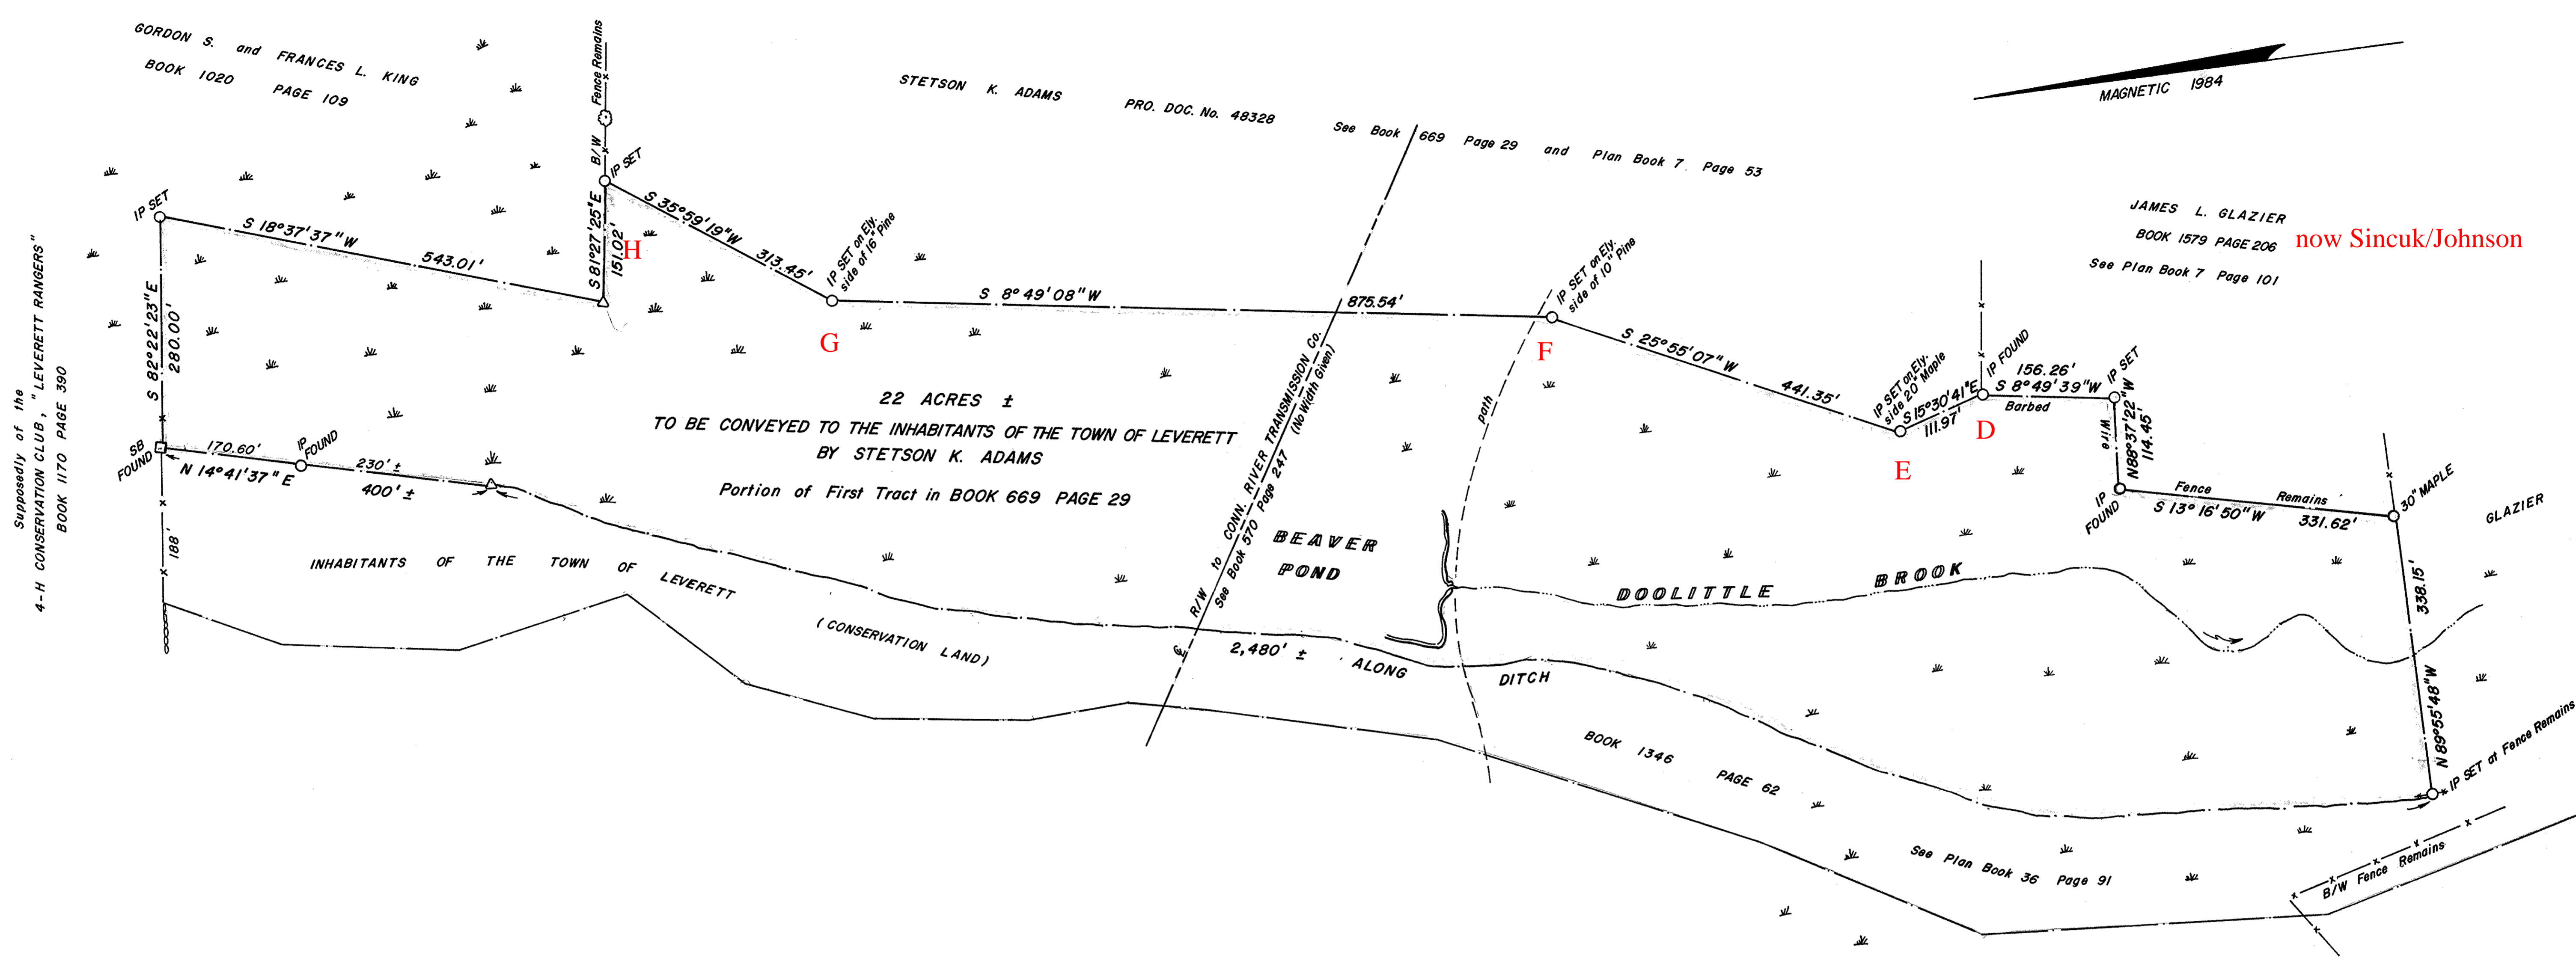 GORDON S. and FRANCES L. KING
BOOK 1020 PAGE 109
B/W Fence Remains
STETSON K. ADAMS PRO. DOC. No. 48328 See Book 669 Page 29 and Plan Book 7 Page 53
MAGNETIC 1984
JAMES L. GLAZIER
BOOK 1579 PAGE 206
now Sincuk/Johnson
See Plan Book 7 Page 101
Supposedly of the
4-H CONSERVATION CLUB, "LEVERETT RANGERS"
BOOK 1170 PAGE 390
IP SET
S 18°37'37"W
543.01'
IP SET
S 81°27'25"E
151.02'
H
S 35°59'19"W
313.45'
IP SET on Ely.
side of 16" Pine
G
S 8°49'08"W
875.54'
IP SET on Ely.
side of 10" Pine
F
S 25°55'07"W
441.35'
IP SET on Ely.
side 20" Maple
E
S 15°30'41"E
111.97'
IP FOUND
D
156.26'
S 8°49'39"W
Barbed
IP SET
N88°37'22"W
114.45'
Wire
IP
FOUND
Fence Remains
S 13°16'50"W 331.62'
30" MAPLE
GLAZIER
338.15'
N 89°55'48"W
IP SET at Fence Remains
S 82°22'23"E
280.00'
SB
FOUND
170.60'
IP
FOUND
N 14°41'37"E
230' ±
400' ±
188'
22 ACRES ±
TO BE CONVEYED TO THE INHABITANTS OF THE TOWN OF LEVERETT
BY STETSON K. ADAMS
Portion of First Tract in BOOK 669 PAGE 29
R/W to CONN. RIVER TRANSMISSION Co.
See Book 570 Page 247 (No Width Given)
℄
path
BEAVER
POND
DOOLITTLE BROOK
INHABITANTS OF THE TOWN OF LEVERETT
(CONSERVATION LAND)
2,480' ± ALONG DITCH
BOOK 1346 PAGE 62
See Plan Book 36 Page 91
B/W Fence Remains